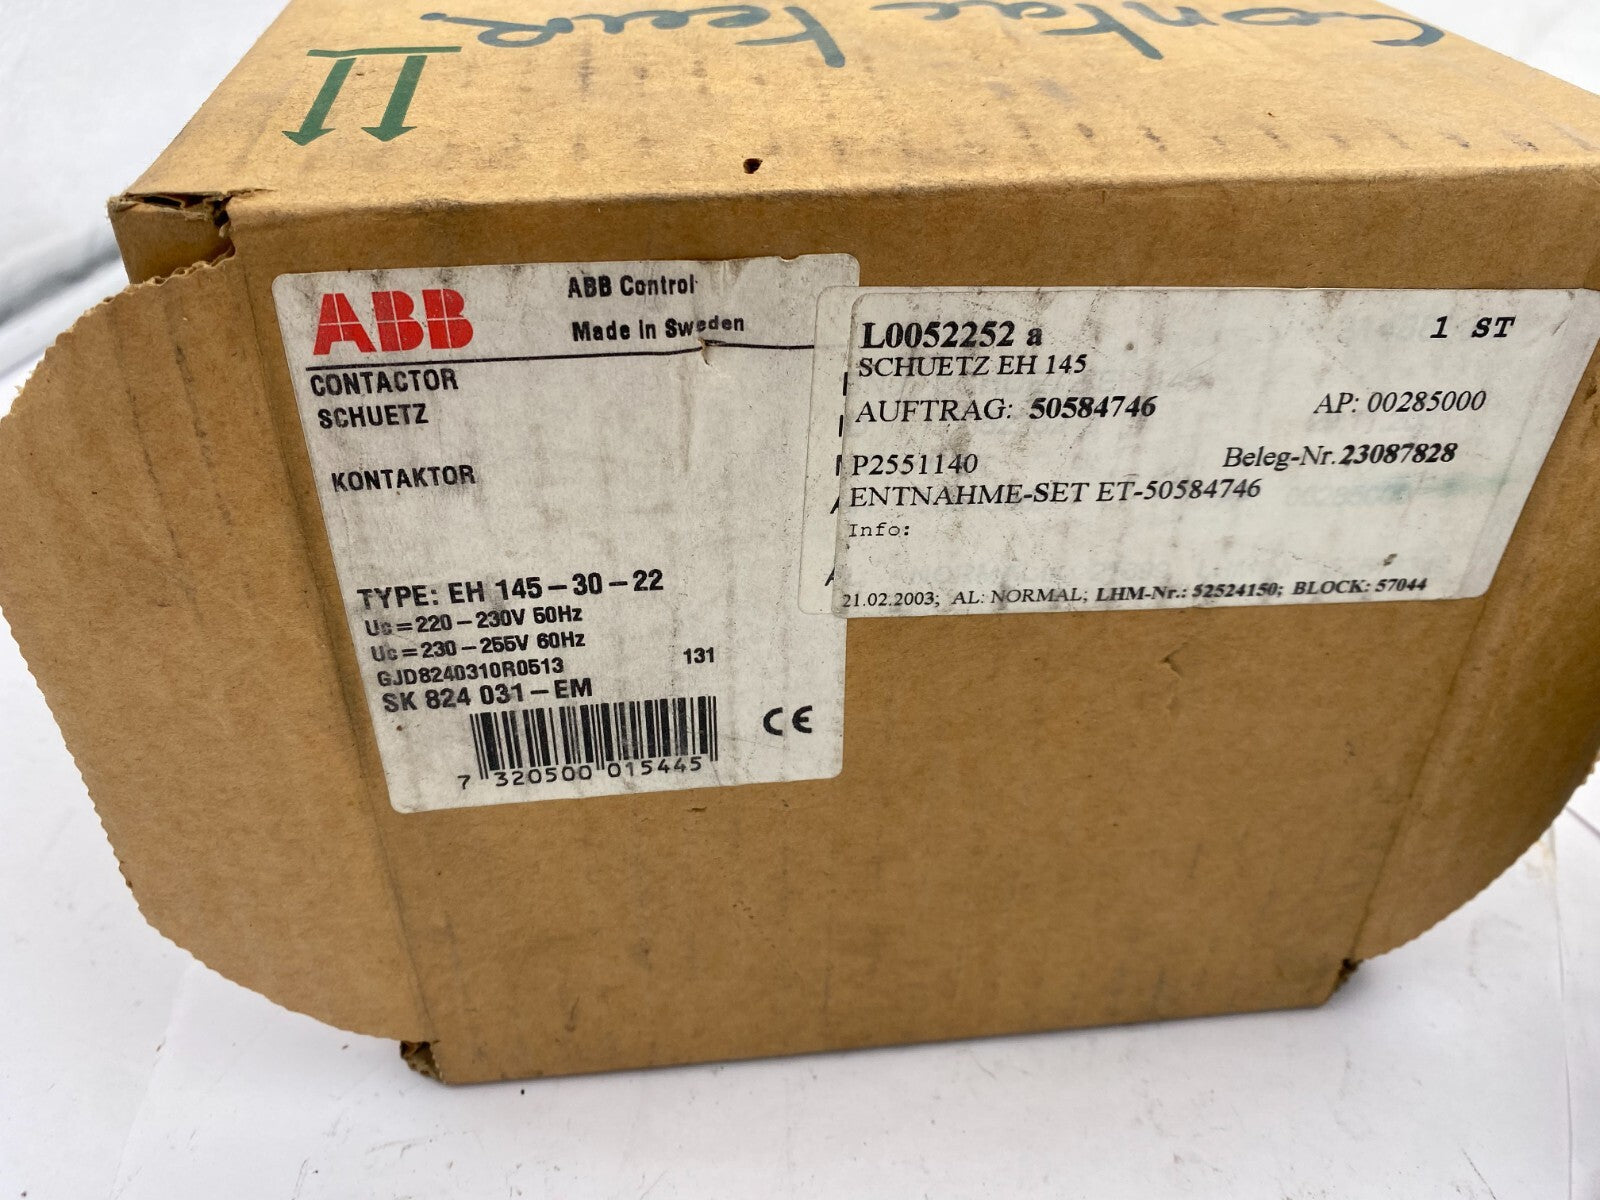 Contac
ABB
ABB Control
Made in Sweden
CONTACTOR
SCHUETZ
KONTAKTOR
TYPE: EH 145-30-22
Uc=220-230V 50Hz
Uc=230-255V 60Hz
GJD8240310R0513 131
SK 824 031-EM
CE
7 320500 015445
L0052252 a 1 ST
SCHUETZ EH 145
AUFTRAG: 50584746 AP: 00285000
P2551140 Beleg-Nr.23087828
ENTNAHME-SET ET-50584746
Info:
21.02.2003; AL: NORMAL; LHM-Nr.: 52524150; BLOCK: 57044